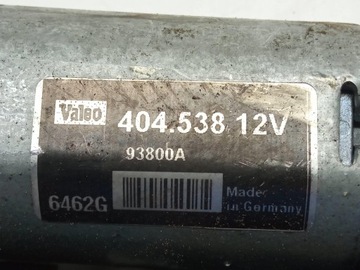 Valeo 404.538 12V
93800A
6462G Made
in Germany